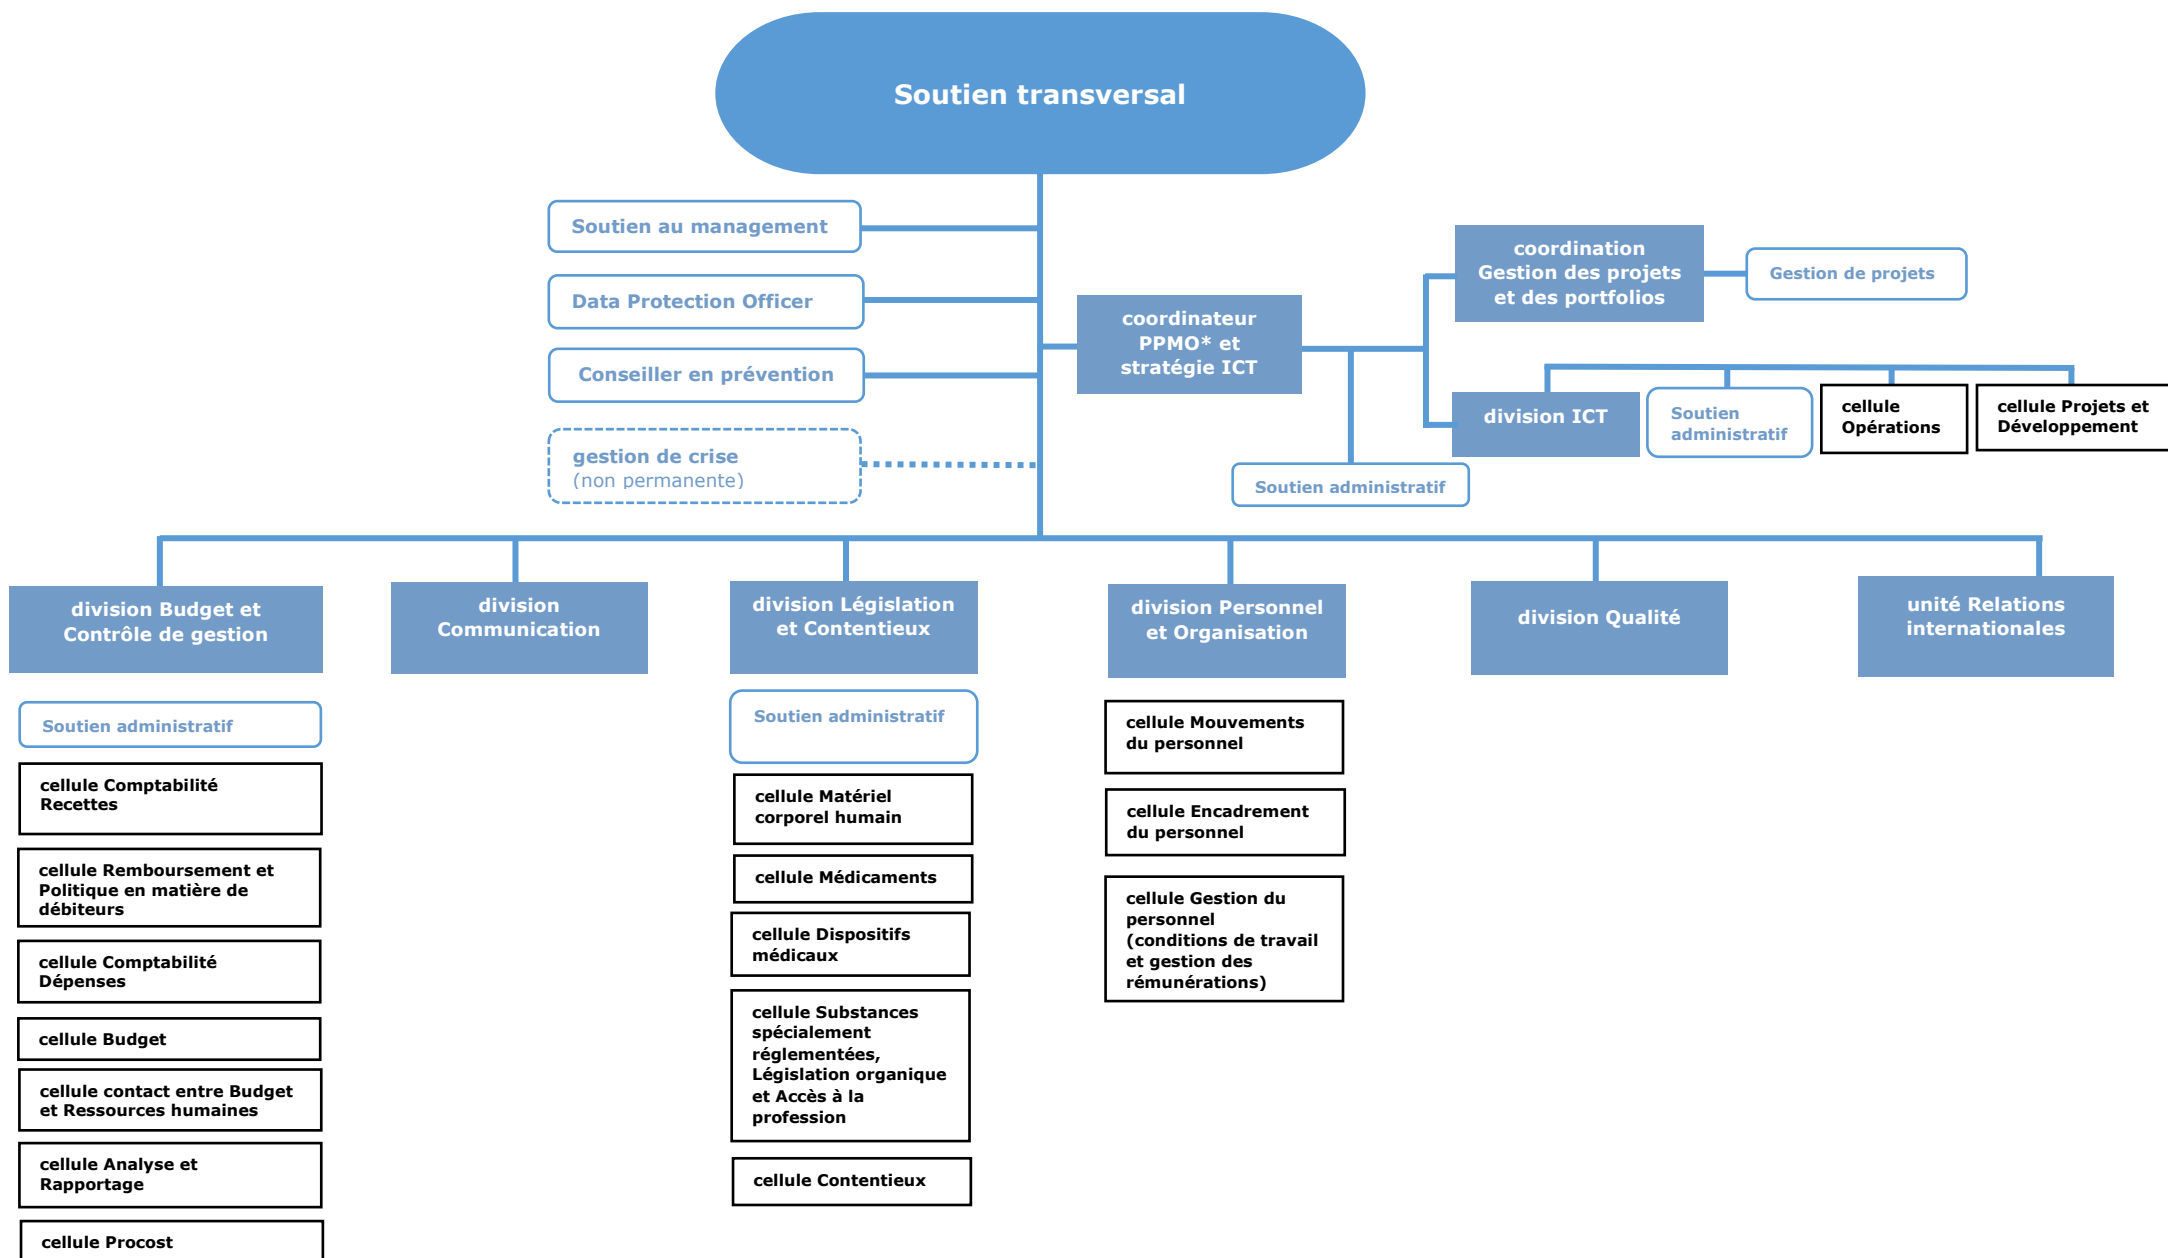 Soutien transversal
Soutien au management
Data Protection Officer
Conseiller en prévention
gestion de crise
(non permanente)
coordinateur
PPMO* et
stratégie ICT
coordination
Gestion des projets
et des portfolios
Gestion de projets
division ICT
Soutien
administratif
cellule
Opérations
cellule Projets et
Développement
Soutien administratif
division Budget et
Contrôle de gestion
Soutien administratif
cellule Comptabilité
Recettes
cellule Remboursement et
Politique en matière de
débiteurs
cellule Comptabilité
Dépenses
cellule Budget
cellule contact entre Budget
et Ressources humaines
cellule Analyse et
Rapportage
cellule Procost
division
Communication
division Législation
et Contentieux
Soutien administratif
cellule Matériel
corporel humain
cellule Médicaments
cellule Dispositifs
médicaux
cellule Substances
spécialement
réglementées,
Législation organique
et Accès à la
profession
cellule Contentieux
division Personnel
et Organisation
cellule Mouvements
du personnel
cellule Encadrement
du personnel
cellule Gestion du
personnel
(conditions de travail
et gestion des
rémunérations)
division Qualité
unité Relations
internationales